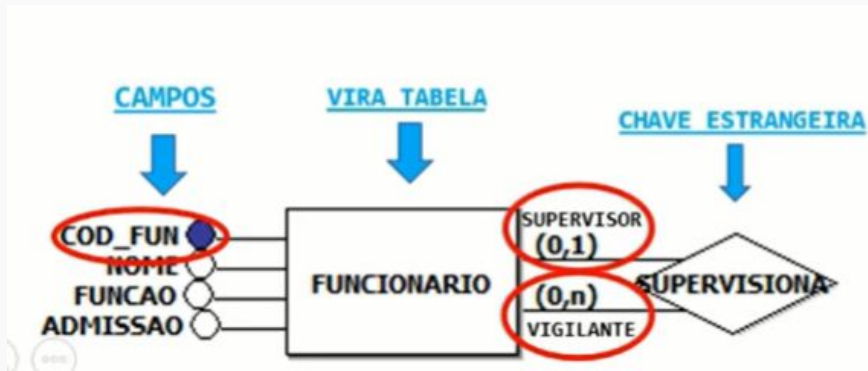 CAMPOS
VIRA TABELA
CHAVE ESTRANGEIRA
COD_FUN
NOME
FUNCAO
ADMISSAO
FUNCIONARIO
SUPERVISOR
(0,1)
(0,n)
VIGILANTE
SUPERVISIONA